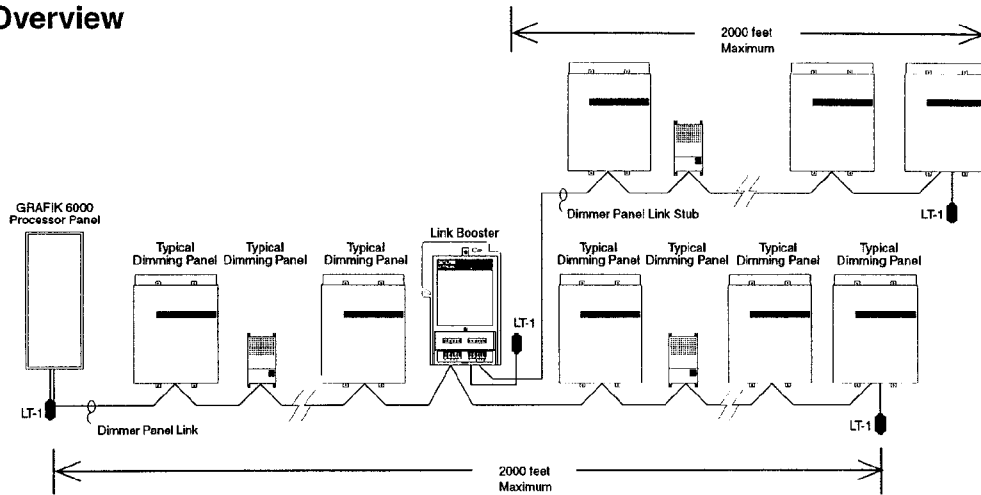 Overview
2000 feet
Maximum
GRAFIK 6000
Processor Panel
Dimmer Panel Link Stub
LT-1
Link Booster
Typical
Dimming Panel
Typical
Dimming Panel
Typical
Dimming Panel
Typical
Dimming Panel
Typical
Dimming Panel
Typical
Dimming Panel
Typical
Dimming Panel
LT-1
LT-1
Dimmer Panel Link
LT-1
2000 feet
Maximum